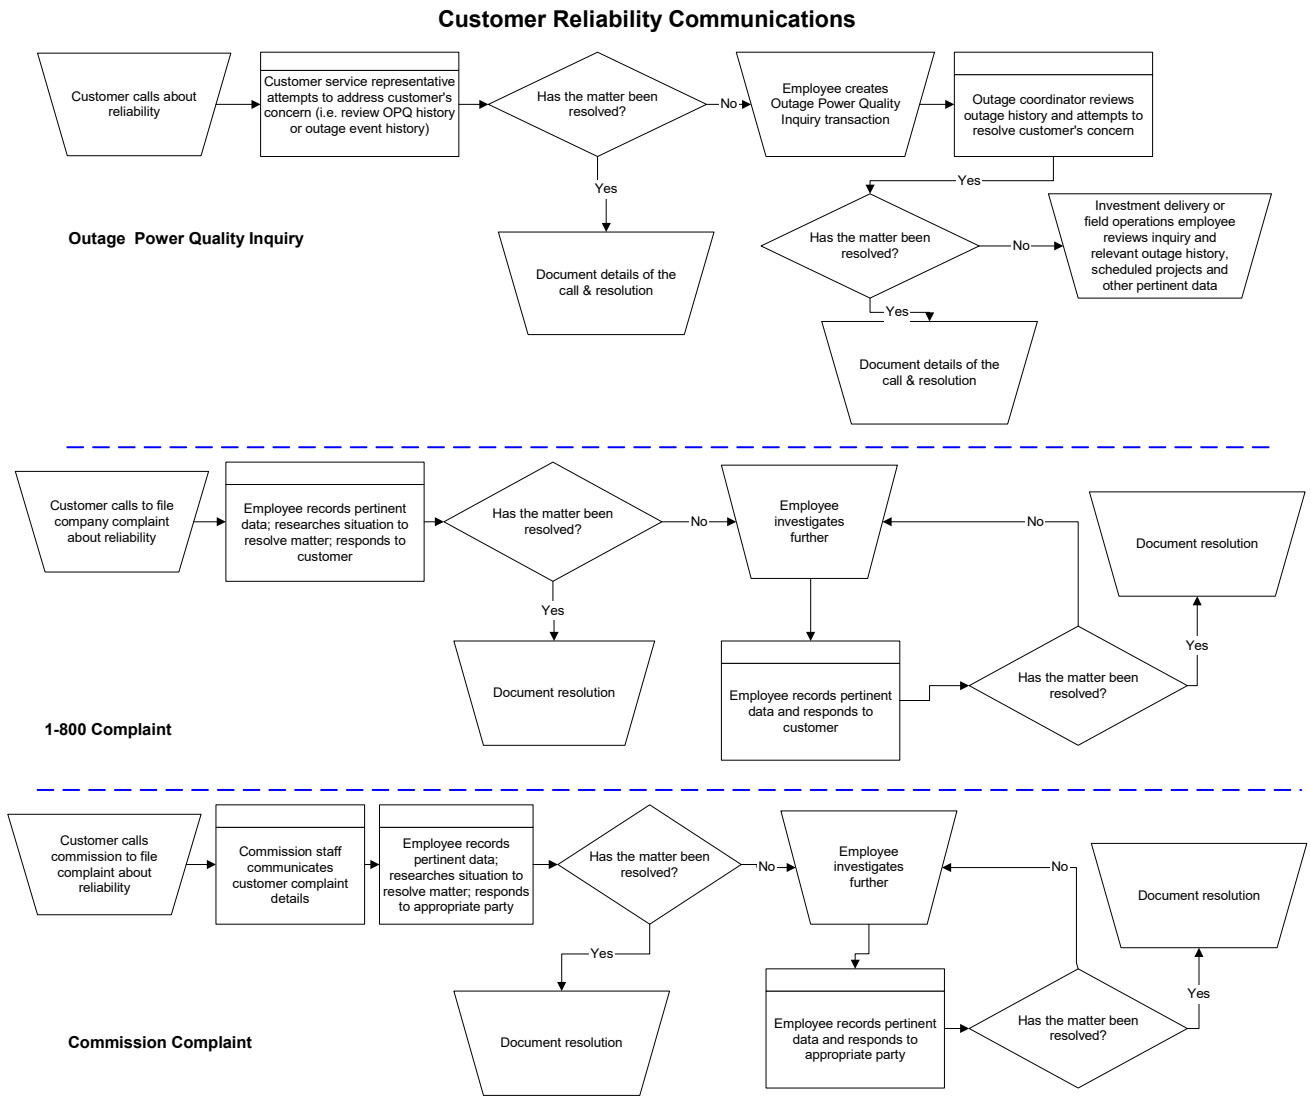 Customer Reliability Communications
Customer calls about
reliability
Customer service representative
attempts to address customer's
concern (i.e. review OPQ history
or outage event history)
Has the matter been
resolved?
No
Employee creates
Outage Power Quality
Inquiry transaction
Outage coordinator reviews
outage history and attempts to
resolve customer's concern
Yes
Yes
Outage Power Quality Inquiry
Document details of the
call & resolution
Has the matter been
resolved?
No
Investment delivery or
field operations employee
reviews inquiry and
relevant outage history,
scheduled projects and
other pertinent data
Yes
Document details of the
call & resolution
Customer calls to file
company complaint
about reliability
Employee records pertinent
data; researches situation to
resolve matter; responds to
customer
Has the matter been
resolved?
No
Employee
investigates
further
No
Document resolution
Yes
Document resolution
Employee records pertinent
data and responds to
customer
Has the matter been
resolved?
Yes
1-800 Complaint
Customer calls
commission to file
complaint about
reliability
Commission staff
communicates
customer complaint
details
Employee records
pertinent data;
researches situation to
resolve matter; responds
to appropriate party
Has the matter been
resolved?
No
Employee
investigates
further
No
Document resolution
Yes
Document resolution
Employee records pertinent
data and responds to
appropriate party
Has the matter been
resolved?
Yes
Commission Complaint